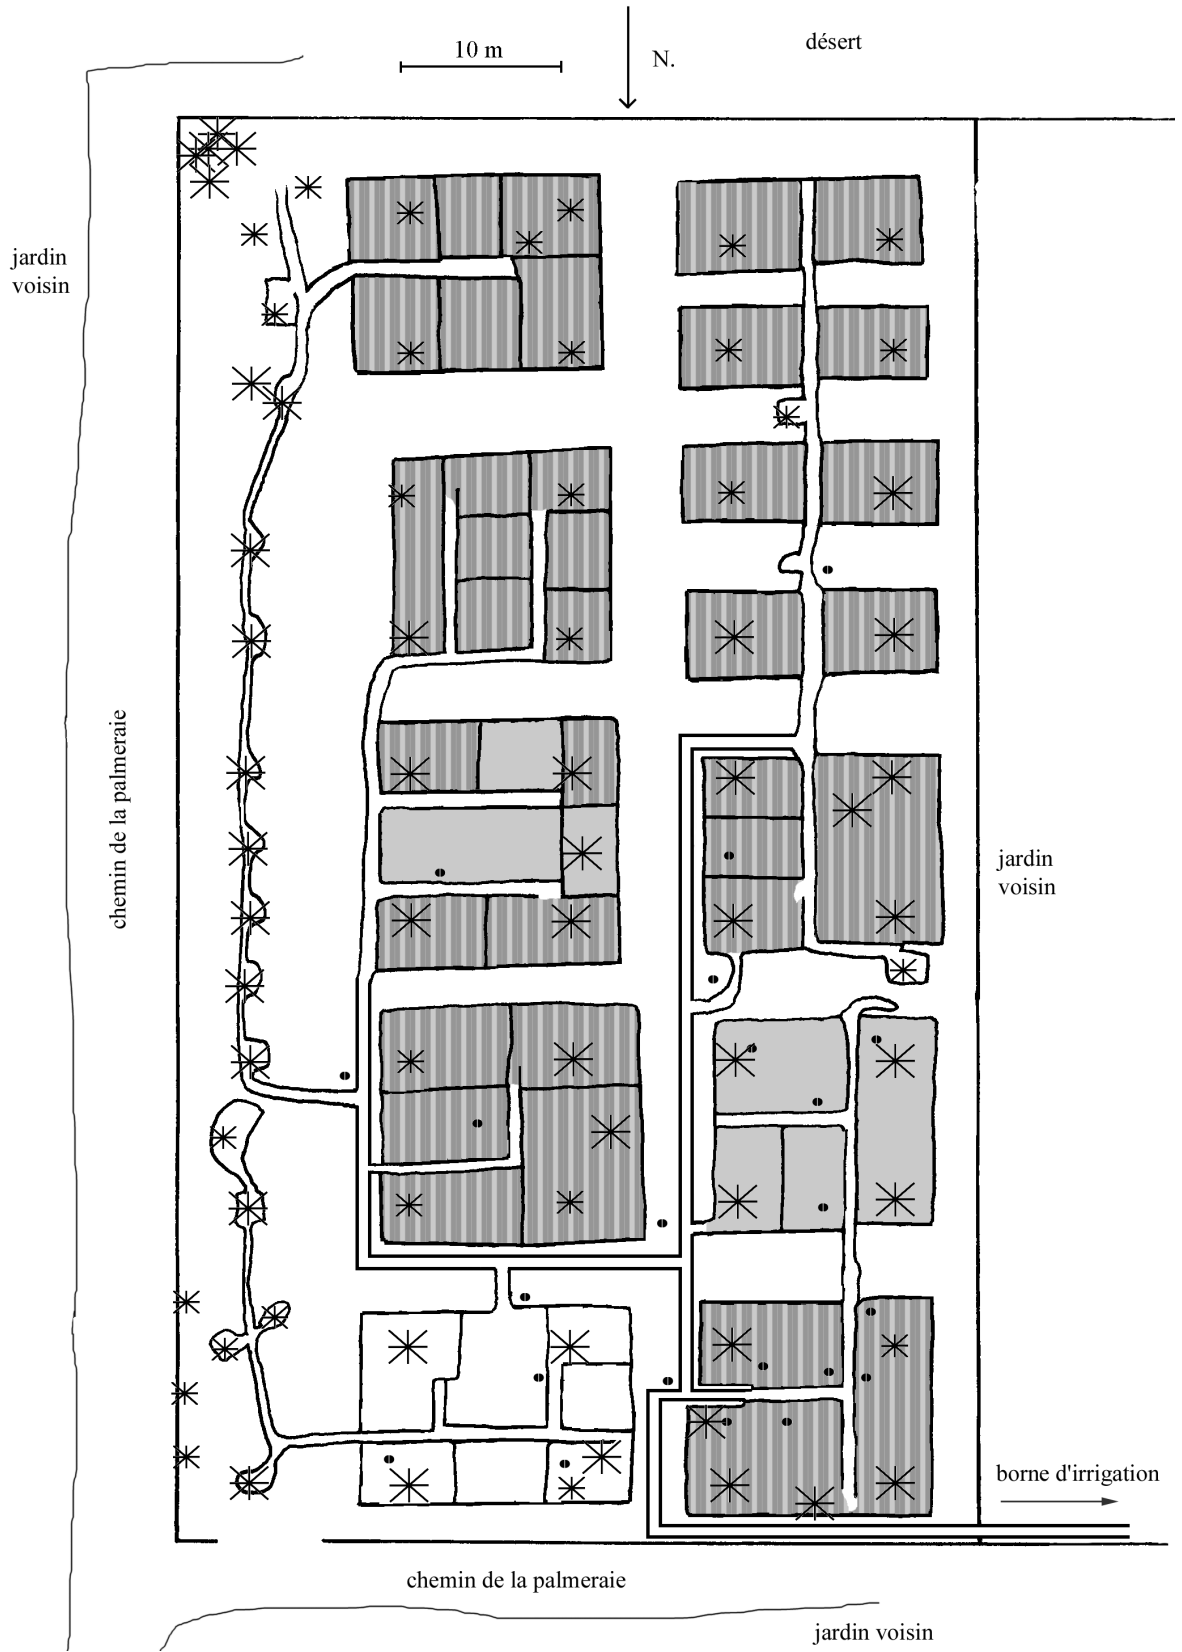 désert
10 m
N.
jardin
voisin
chemin de la palmeraie
jardin
voisin
borne d'irrigation
chemin de la palmeraie
jardin voisin